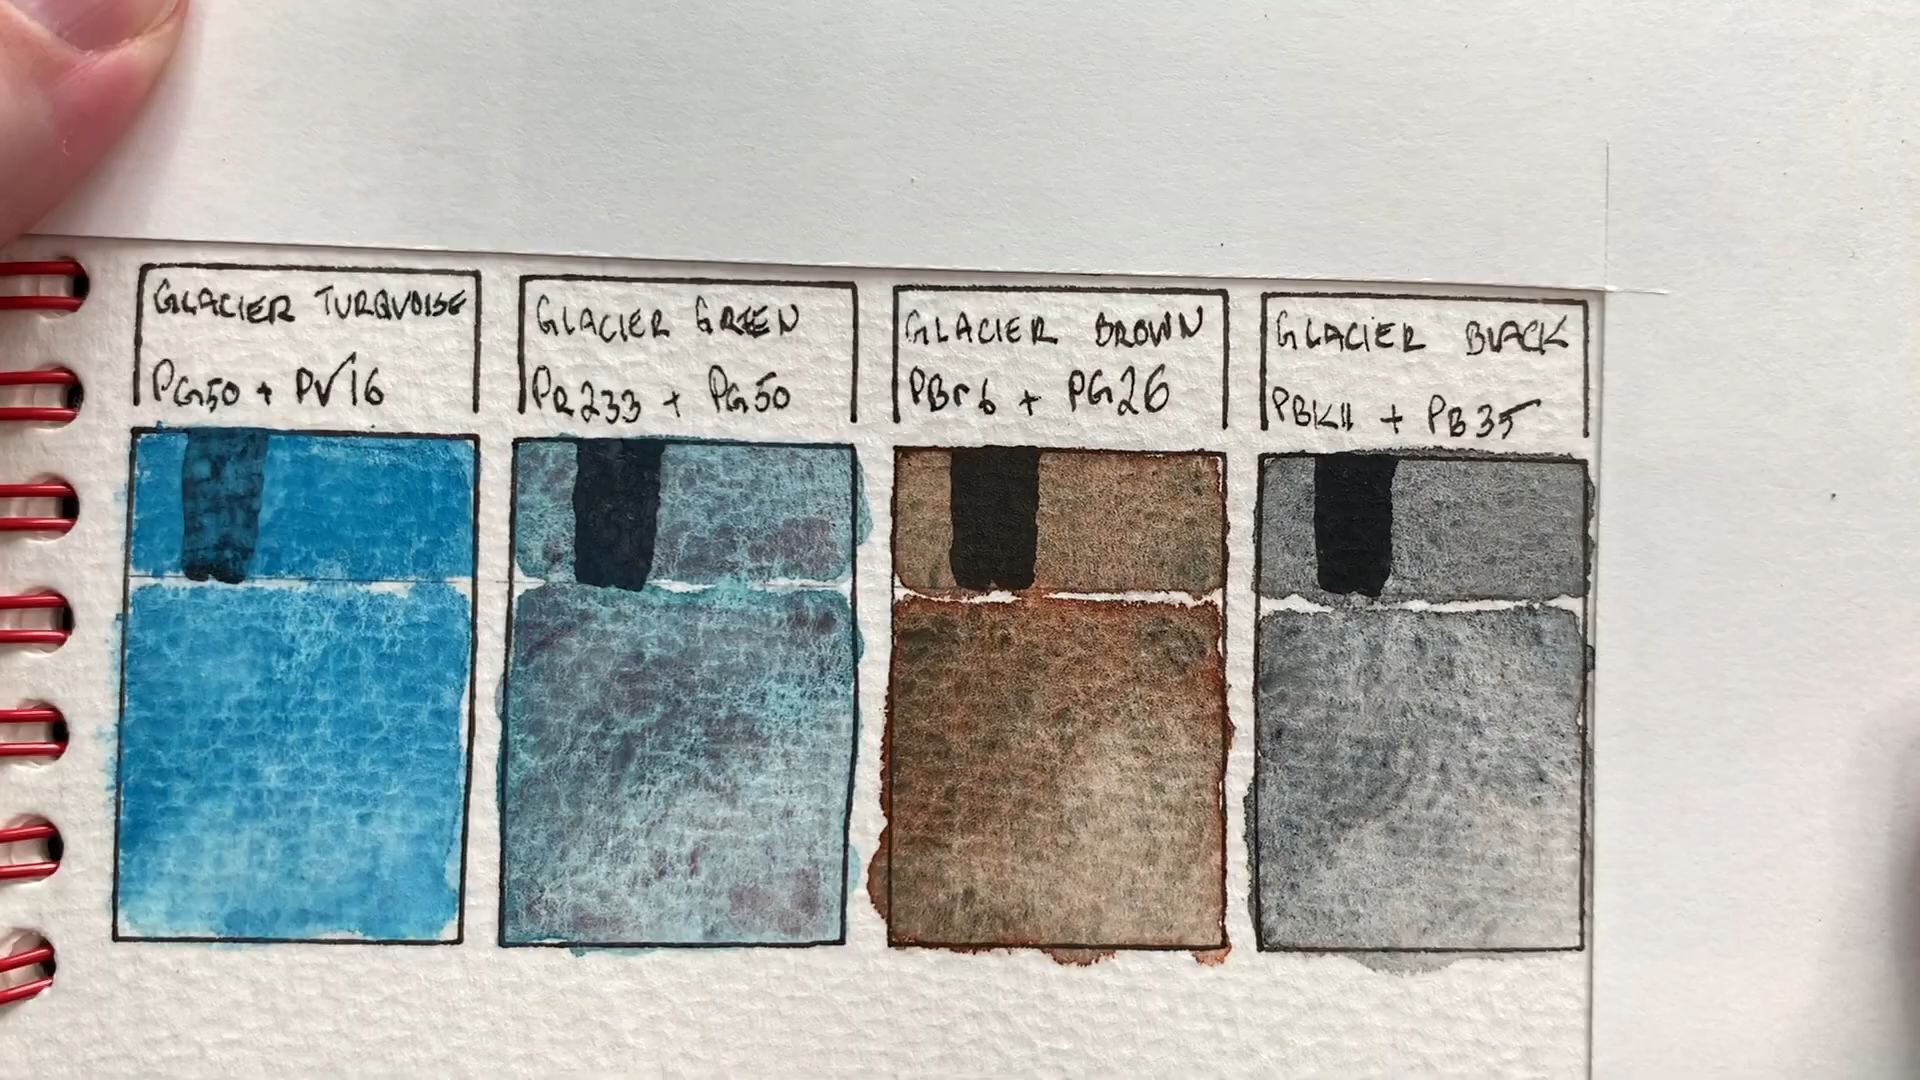 GLACIER TURQUOISE
PG50 + PV16
GLACIER GREEN
PR233 + PG50
GLACIER BROWN
PBr6 + PG26
GLACIER BLACK
PBK11 + PB35